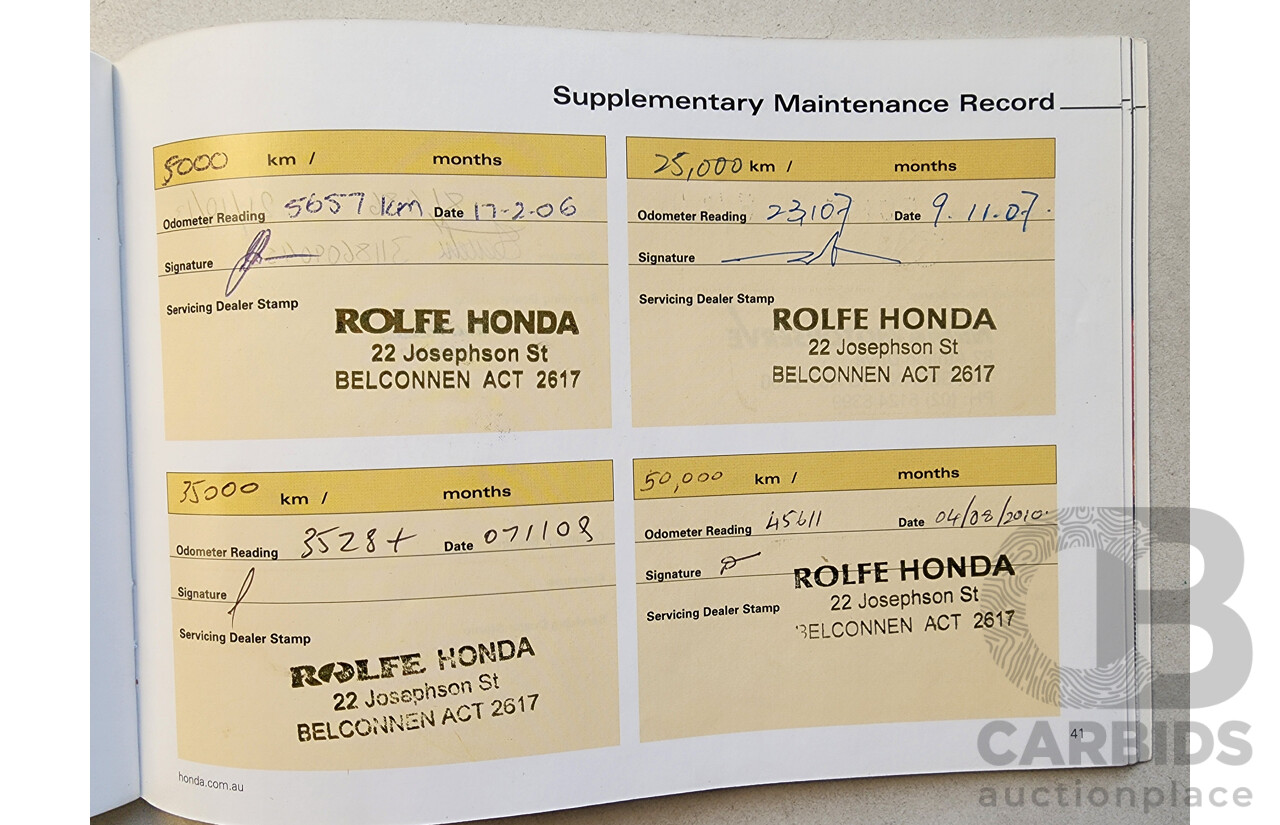 Supplementary Maintenance Record
5000 km / months
Odometer Reading 5657 km Date 17-2-06
Signature
Servicing Dealer Stamp
ROLFE HONDA
22 Josephson St
BELCONNEN ACT 2617
25,000 km / months
Odometer Reading 23,107 Date 9.11.07.
Signature
Servicing Dealer Stamp
ROLFE HONDA
22 Josephson St
BELCONNEN ACT 2617
35000 km / months
Odometer Reading Date 071108
Signature
Servicing Dealer Stamp
ROLFE HONDA
22 Josephson St
BELCONNEN ACT 2617
50,000 km / months
Odometer Reading 45611 Date 04/08/2010.
Signature
Servicing Dealer Stamp
ROLFE HONDA
22 Josephson St
BELCONNEN ACT 2617
honda.com.au
41
CARBIDS
auctionplace